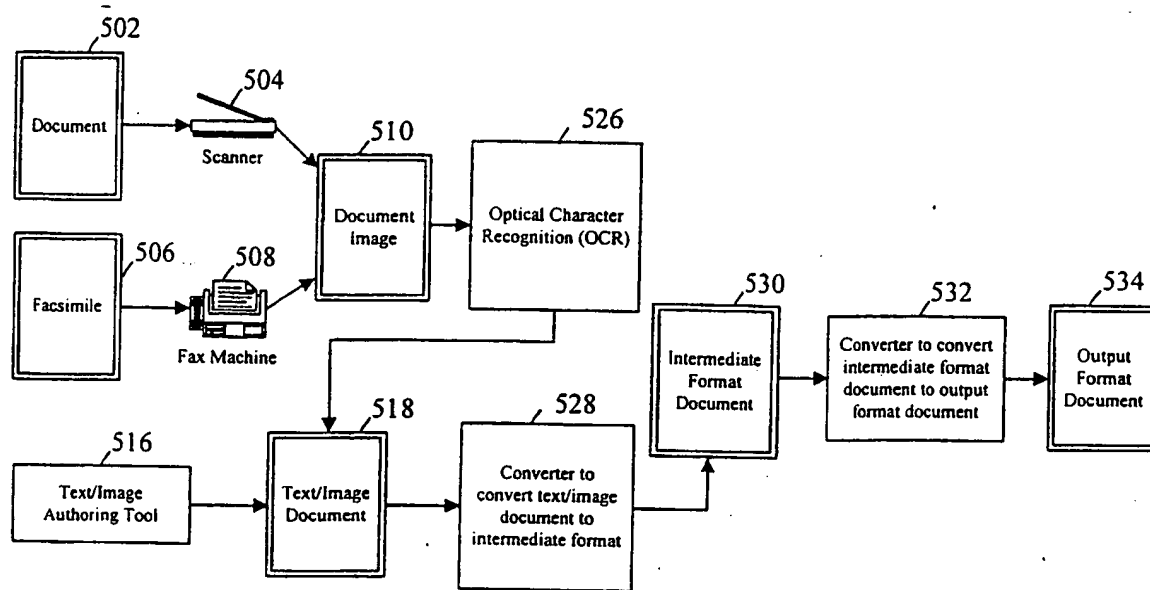 502
Document
504
Scanner
506
Facsimile
508
Fax Machine
510
Document
Image
526
Optical Character
Recognition (OCR)
516
Text/Image
Authoring Tool
518
Text/Image
Document
528
Converter to
convert text/image
document to
intermediate format
530
Intermediate
Format
Document
532
Converter to convert
intermediate format
document to output
format document
534
Output
Format
Document